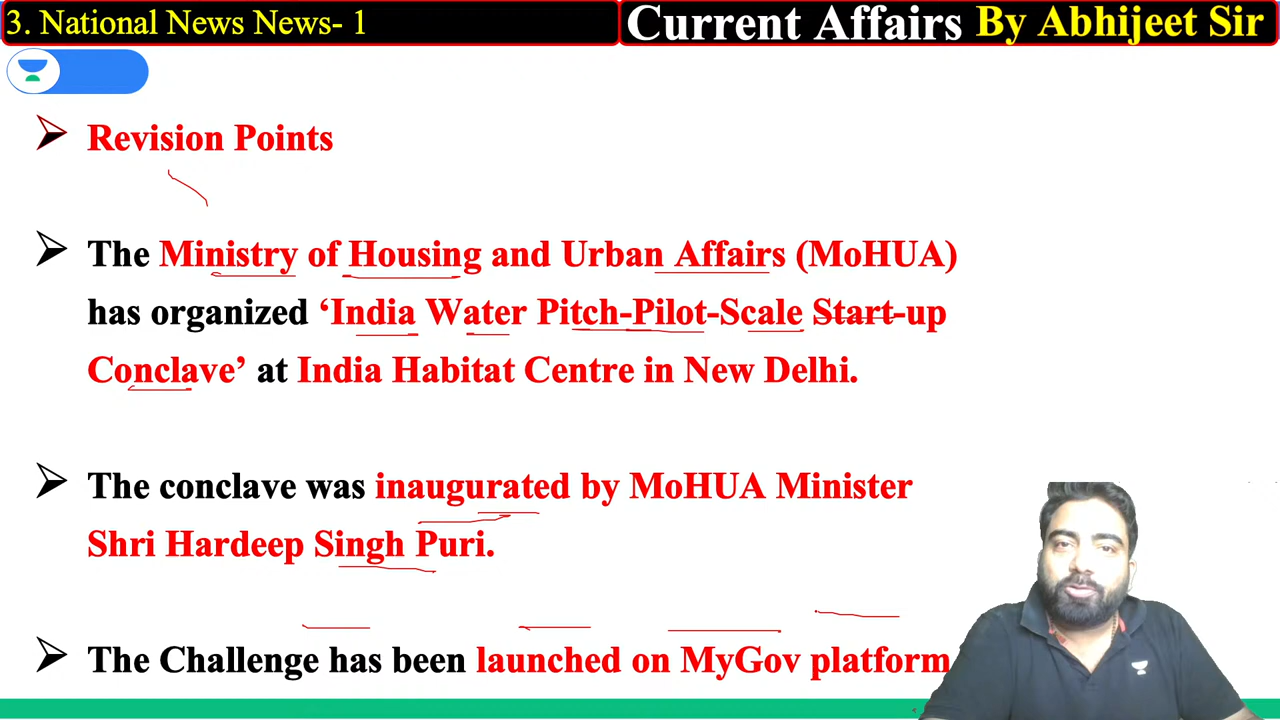 3. National News News- 1
Current Affairs By Abhijeet Sir
Revision Points
The Ministry of Housing and Urban Affairs (MoHUA)
has organized ‘India Water Pitch-Pilot-Scale Start-up
Conclave’ at India Habitat Centre in New Delhi.
The conclave was inaugurated by MoHUA Minister
Shri Hardeep Singh Puri.
The Challenge has been launched on MyGov platform